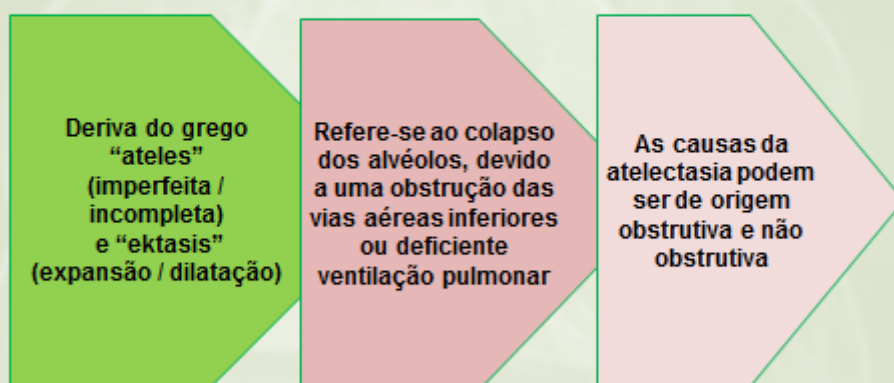 Deriva do grego
“ateles”
(imperfeita /
incompleta)
e “ektasis”
(expansão / dilatação)
Refere-se ao colapso
dos alvéolos, devido
a uma obstrução das
vias aéreas inferiores
ou deficiente
ventilação pulmonar
As causas da
atelectasia podem
ser de origem
obstrutiva e não
obstrutiva